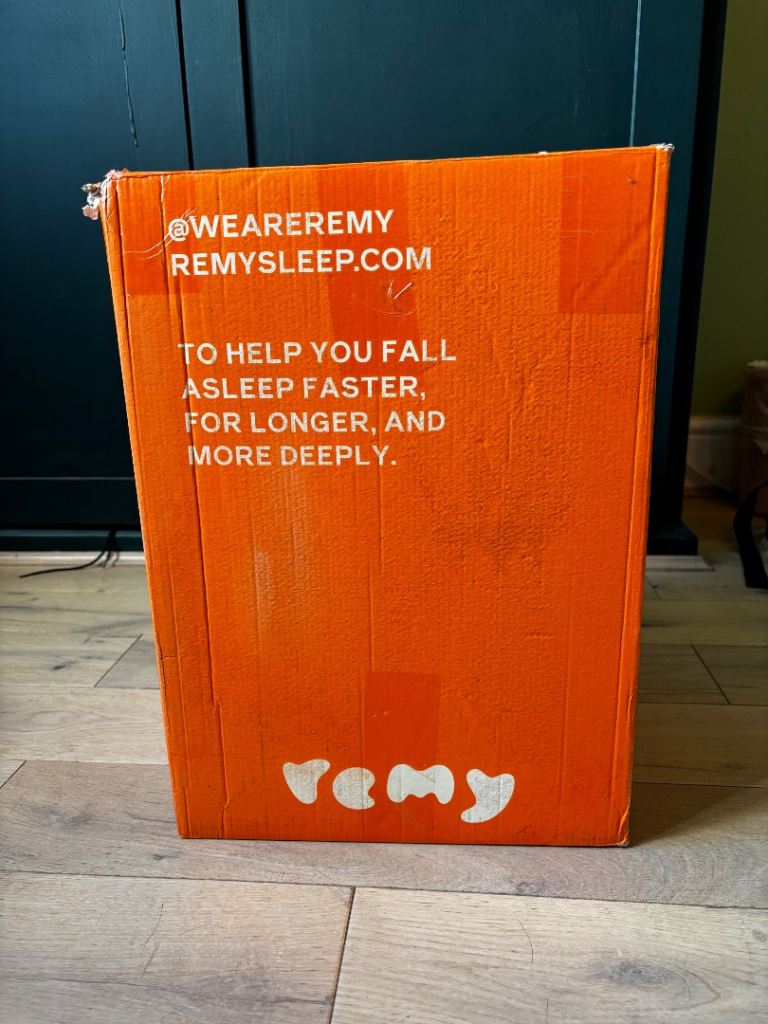 @WEAREREMY
REMYSLEEP.COM
TO HELP YOU FALL
ASLEEP FASTER,
FOR LONGER, AND
MORE DEEPLY.
remy